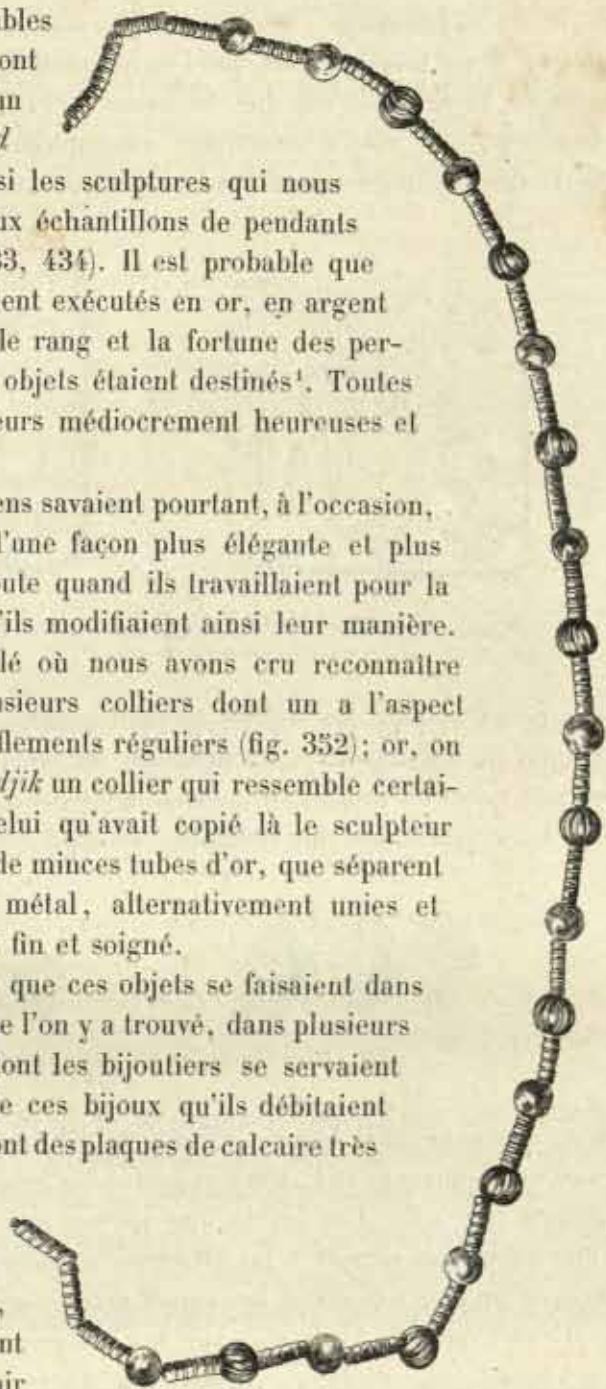 ont
un
si les sculptures qui nous
ux échantillons de pendants
33, 434). Il est probable que
ent exécutés en or, en argent
le rang et la fortune des per-
objets étaient destinés¹. Toutes
eurs médiocrement heureuses et
ens savaient pourtant, à l'occasion,
l'une façon plus élégante et plus
oute quand ils travaillaient pour la
'ils modifiaient ainsi leur manière.
lé où nous avons cru reconnaître
sieurs colliers dont un a l'aspect
flements réguliers (fig. 352); or, on
djik un collier qui ressemble certai-
elui qu'avait copié là le sculpteur
de minces tubes d'or, que séparent
métal, alternativement unies et
fin et soigné.
que ces objets se faisaient dans
e l'on y a trouvé, dans plusieurs
ont les bijoutiers se servaient
e ces bijoux qu'ils débitaient
ont des plaques de calcaire très
nt